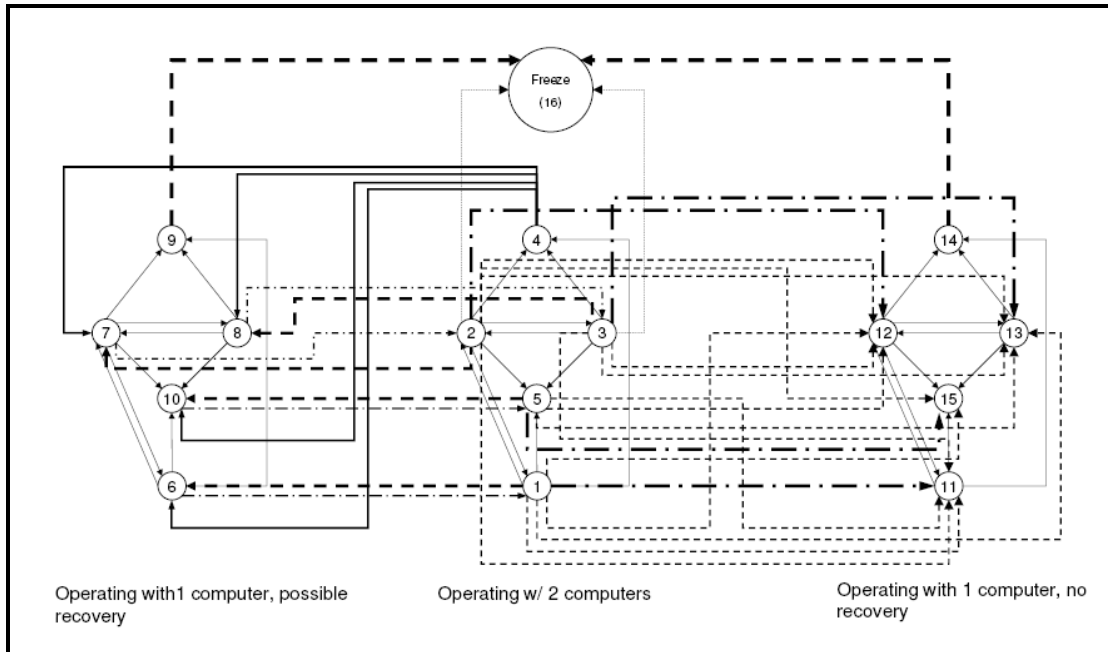 Freeze
(16)
9
4
14
7
8
2
3
12
13
10
5
15
6
1
11
Operating with1 computer, possible
recovery
Operating w/ 2 computers
Operating with 1 computer, no
recovery